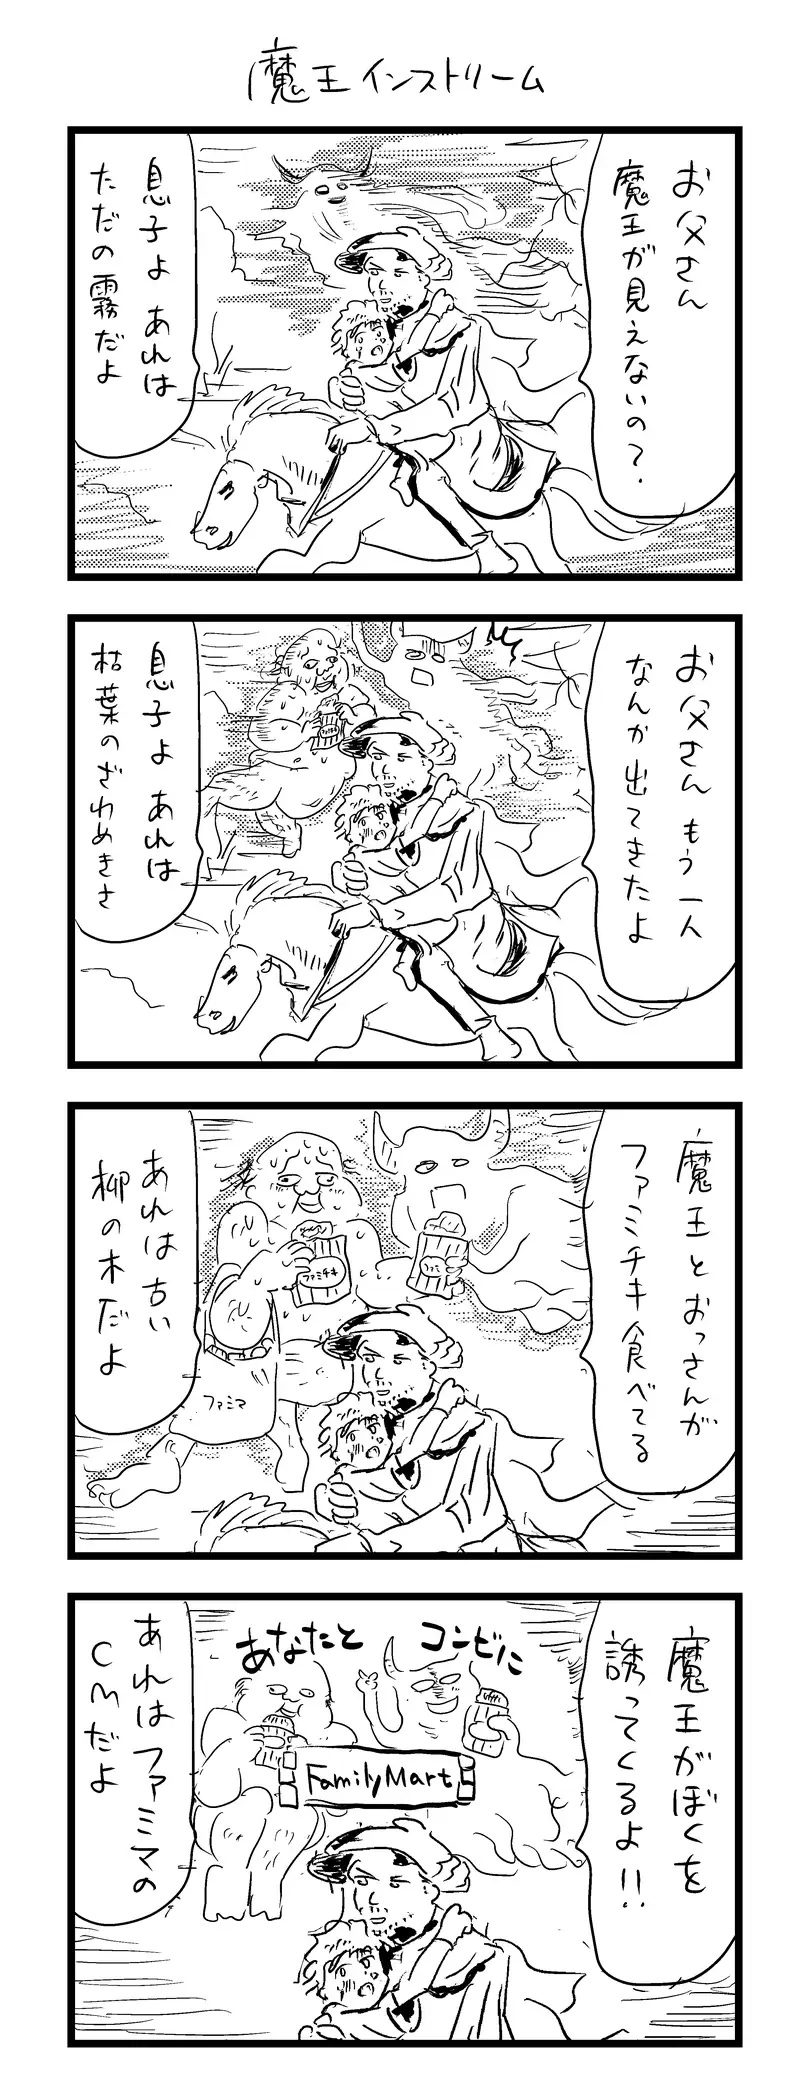 魔王インストリーム
お父さん
魔王が見えないの？
息子よ あれは
ただの霧だよ
お父さん もう一人
なんか出てきたよ
息子よ あれは
枯葉のざわめきさ
魔王とおっさんが
ファミチキ食べてる
ファミチキ
ファミ
ファミマ
あれは古い
柳の木だよ
魔王がぼくを
誘ってくるよ!!
あなたと コンビに
FamilyMart
あれはファミマの
CMだよ